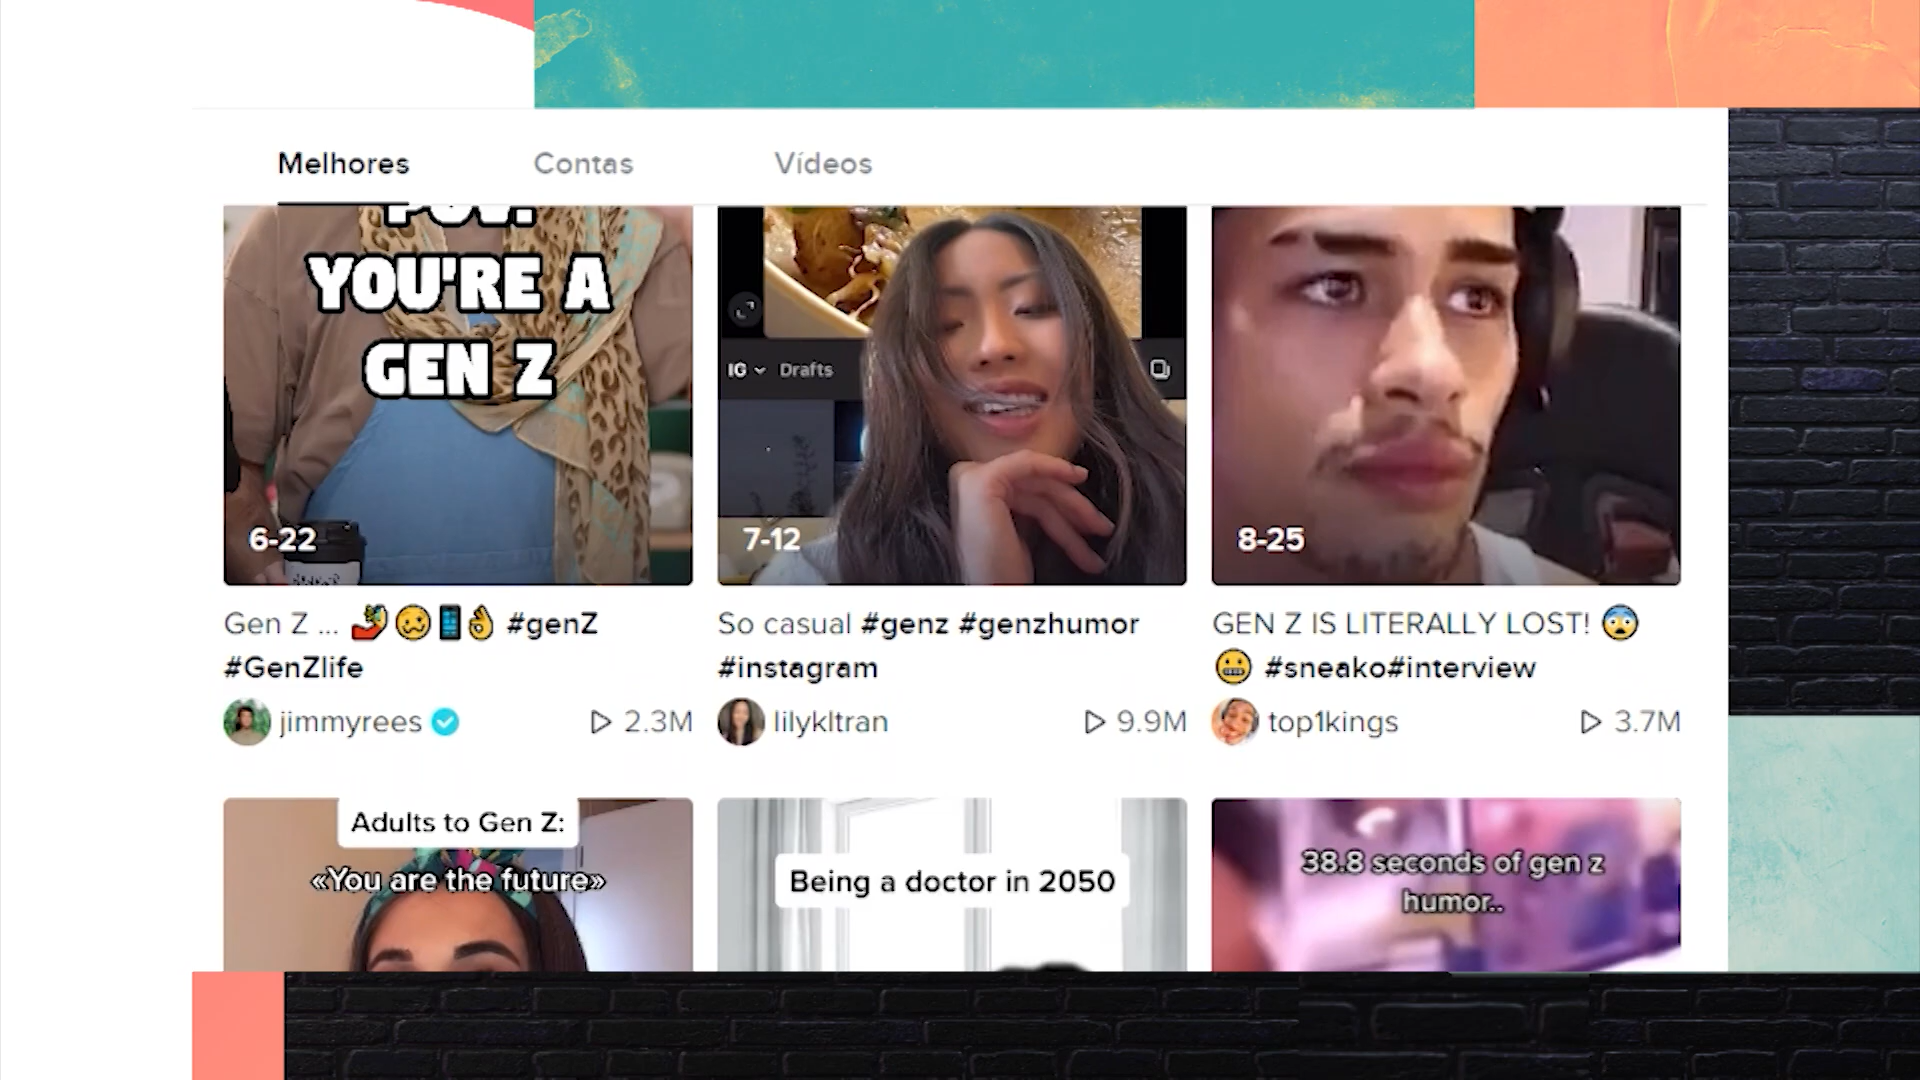 Melhores
Contas
Vídeos
POV:
YOU'RE A
GEN Z
IG
Drafts
6-22
7-12
8-25
Gen Z ... 🤳🥴📱👌 #genZ
#GenZlife
So casual #genz #genzhumor
#instagram
GEN Z IS LITERALLY LOST! 😨
😬 #sneako#interview
jimmyrees
2.3M
lilykltran
9.9M
top1kings
3.7M
Adults to Gen Z:
«You are the future»
Being a doctor in 2050
38.8 seconds of gen z
humor..